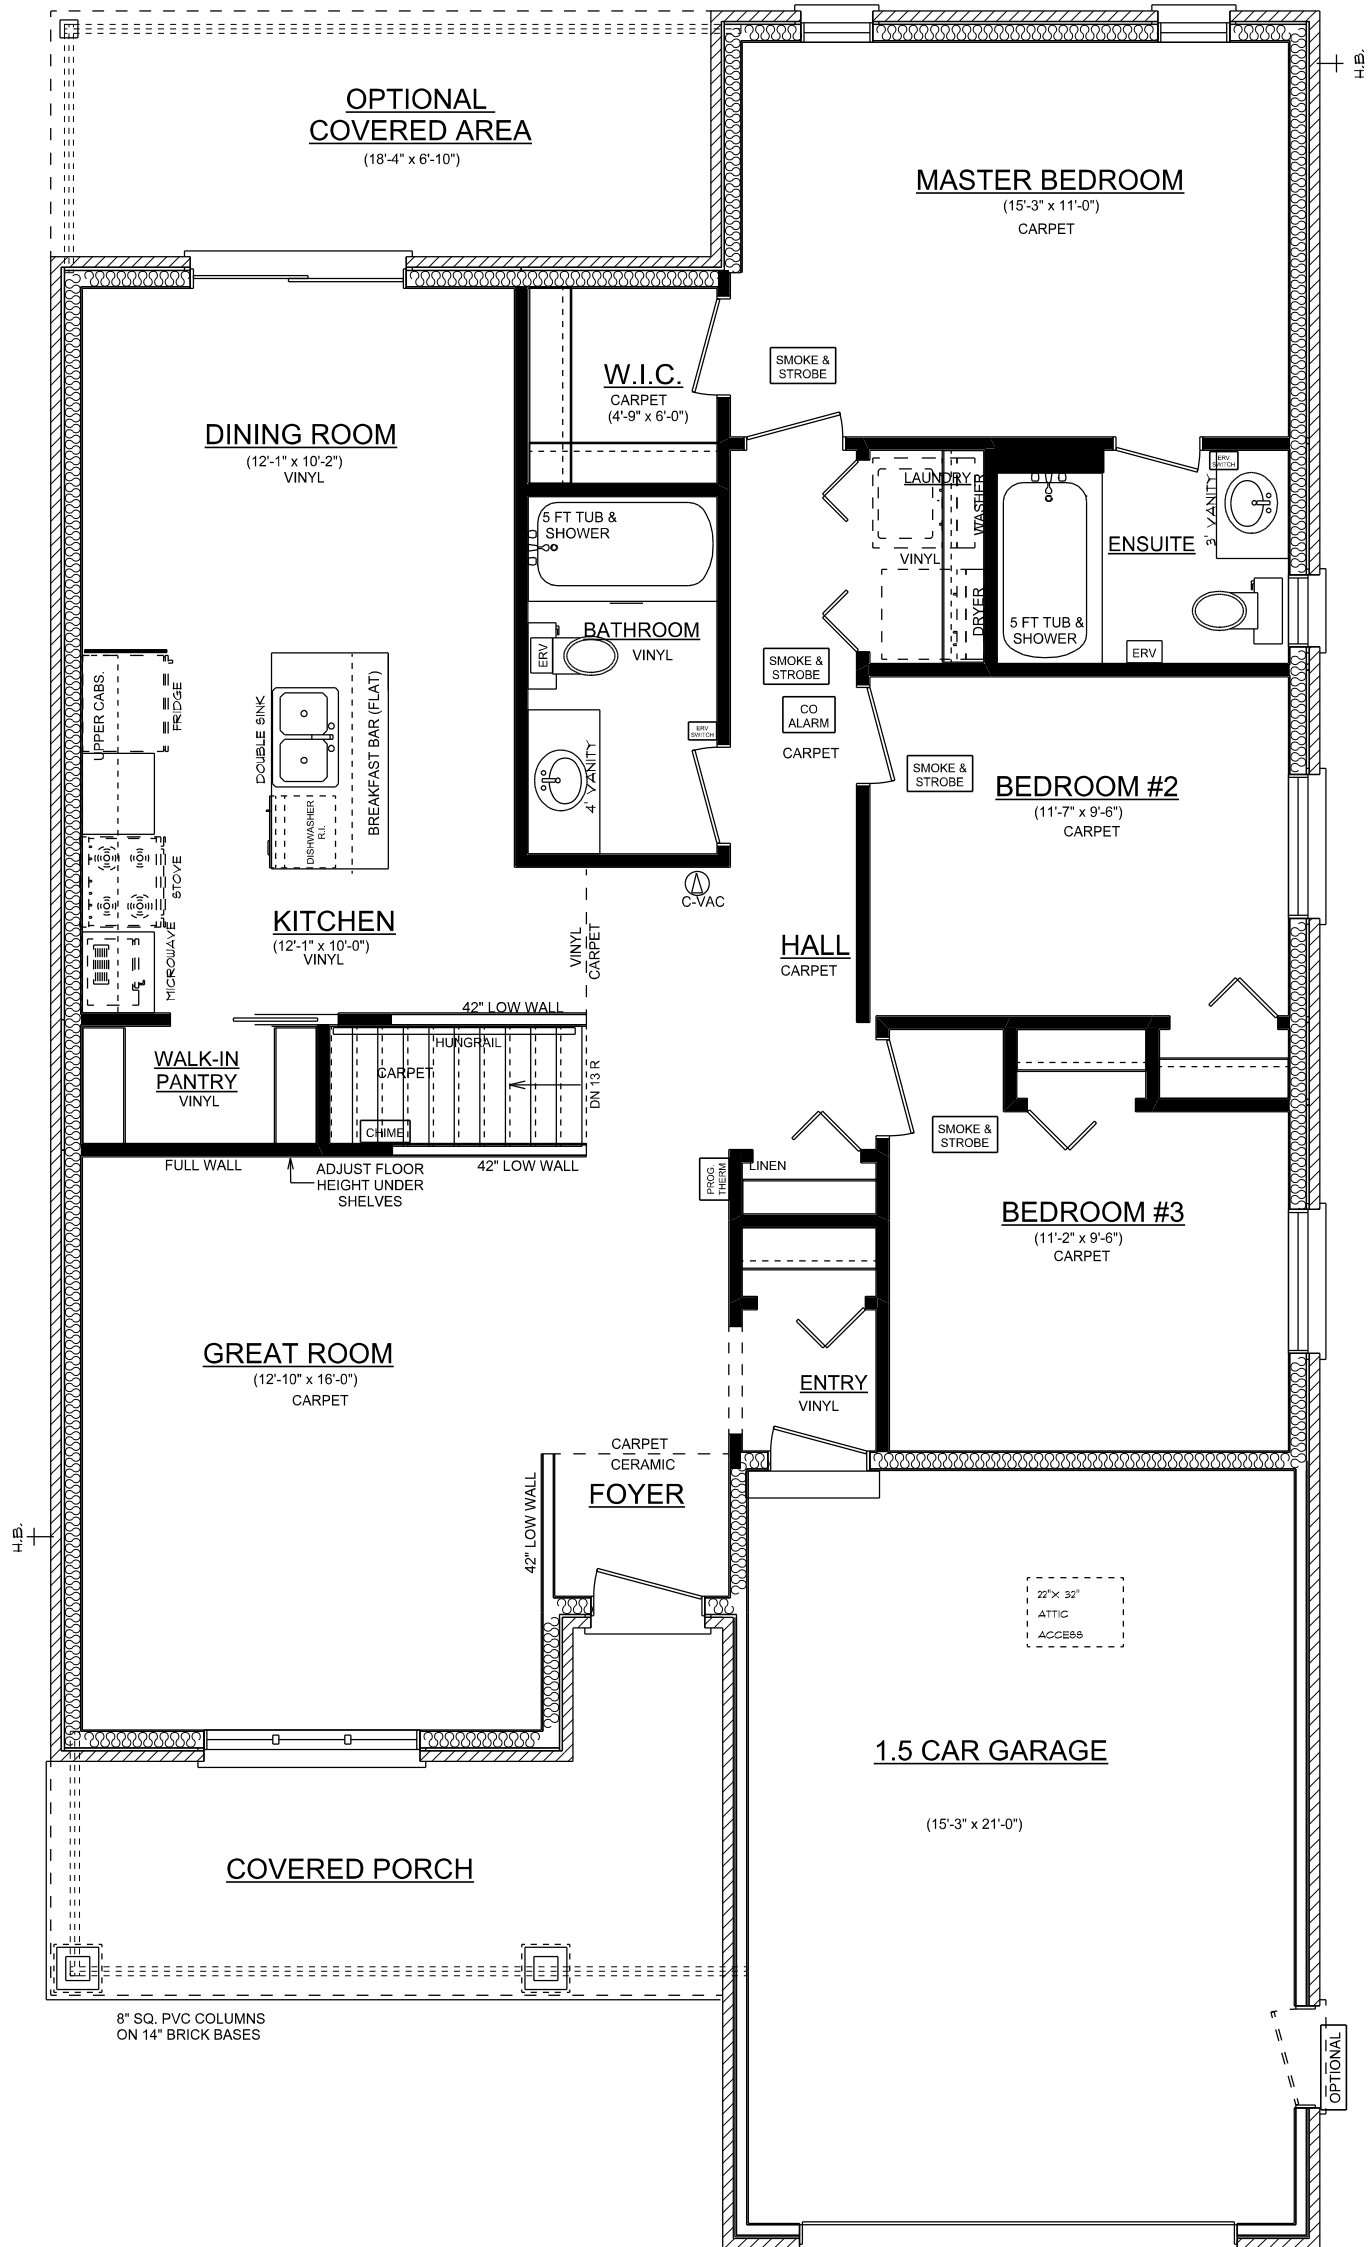 H.B.
OPTIONAL
COVERED AREA
(18'-4" x 6'-10")
MASTER BEDROOM
(15'-3" x 11'-0")
CARPET
SMOKE &
STROBE
W.I.C.
CARPET
(4'-9" x 6'-0")
DINING ROOM
(12'-1" x 10'-2")
VINYL
5 FT TUB &
SHOWER
LAUNDRY
WASHER
VINYL
DRYER
ERV
SWITCH
3' VANITY
ENSUITE
5 FT TUB &
SHOWER
ERV
BATHROOM
VINYL
ERV
SMOKE &
STROBE
CO
ALARM
CARPET
ERV
SWITCH
4' VANITY
UPPER CABS.
FRIDGE
DOUBLE SINK
BREAKFAST BAR (FLAT)
DISHWASHER
R.I.
STOVE
MICROWAVE
SMOKE &
STROBE
BEDROOM #2
(11'-7" x 9'-6")
CARPET
C-VAC
KITCHEN
(12'-1" x 10'-0")
VINYL
VINYL
CARPET
HALL
CARPET
42" LOW WALL
HUNGRAIL
WALK-IN
PANTRY
VINYL
CARPET
DN 13 R
CHIME
SMOKE &
STROBE
FULL WALL
ADJUST FLOOR
HEIGHT UNDER
SHELVES
42" LOW WALL
PROG.
THERM
LINEN
BEDROOM #3
(11'-2" x 9'-6")
CARPET
GREAT ROOM
(12'-10" x 16'-0")
CARPET
ENTRY
VINYL
CARPET
CERAMIC
FOYER
42" LOW WALL
H.B.
22"X 32"
ATTIC
ACCESS
1.5 CAR GARAGE
(15'-3" x 21'-0")
COVERED PORCH
8" SQ. PVC COLUMNS
ON 14" BRICK BASES
OPTIONAL